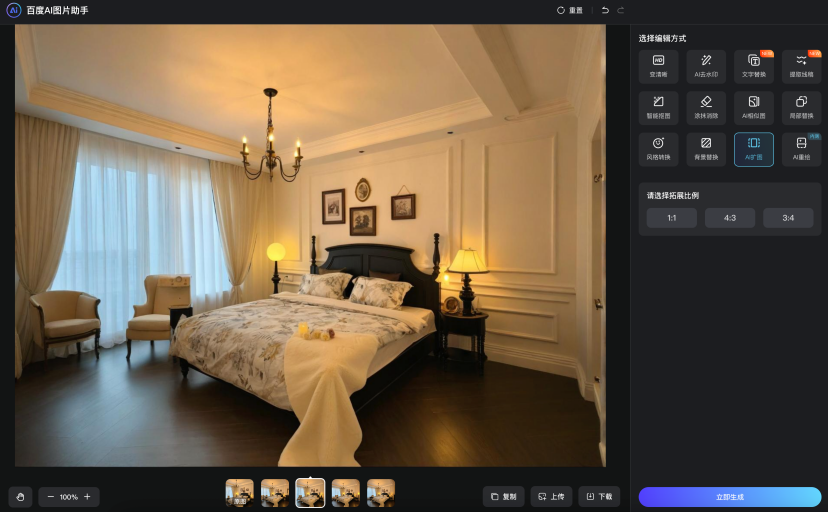 百度AI图片助手
重置
选择编辑方式
变清晰
AI去水印
文字替换
NEW
提取线稿
NEW
智能抠图
涂抹消除
AI相似图
局部替换
风格转换
背景替换
AI扩图
AI重绘
请选择拓展比例
1:1
4:3
3:4
100%
原图
复制
上传
下载
立即生成